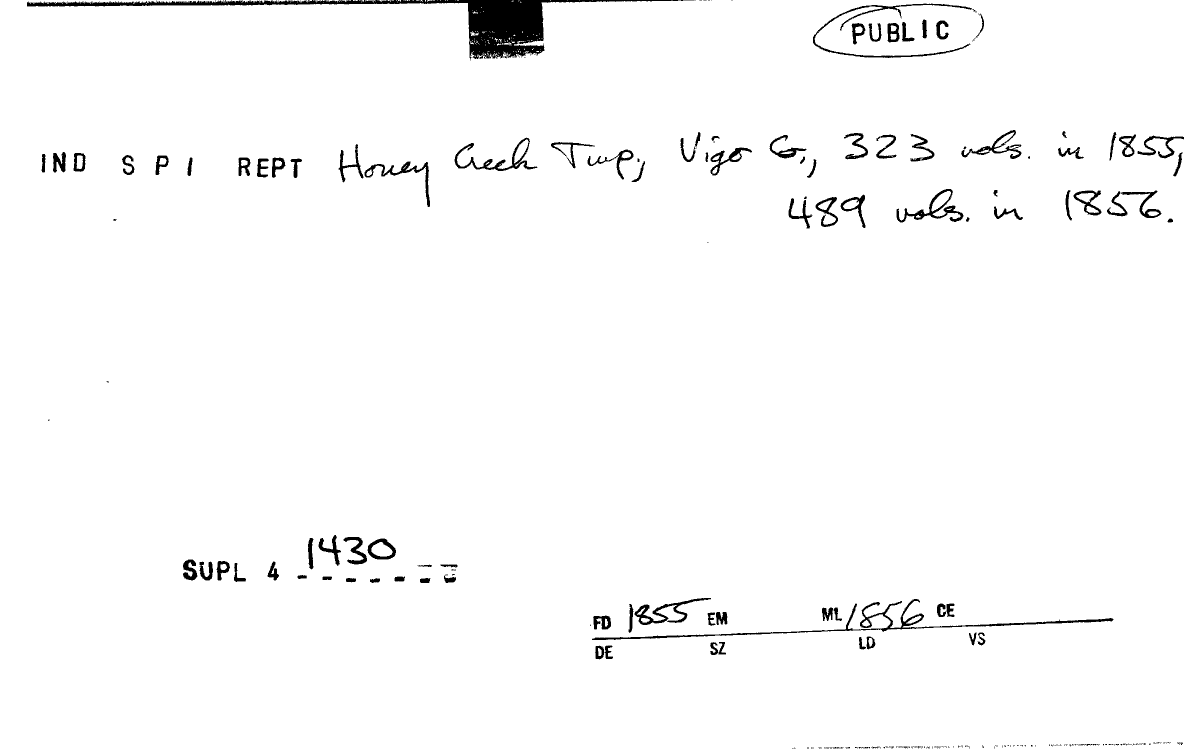 PUBLIC
IND S P I REPT Honey Creek Twp., Vigo Co., 323 vols. in 1855,
489 vols. in 1856.
SUPL 4 1430
FD 1855 EM ML 1856 CE
DE SZ LD VS